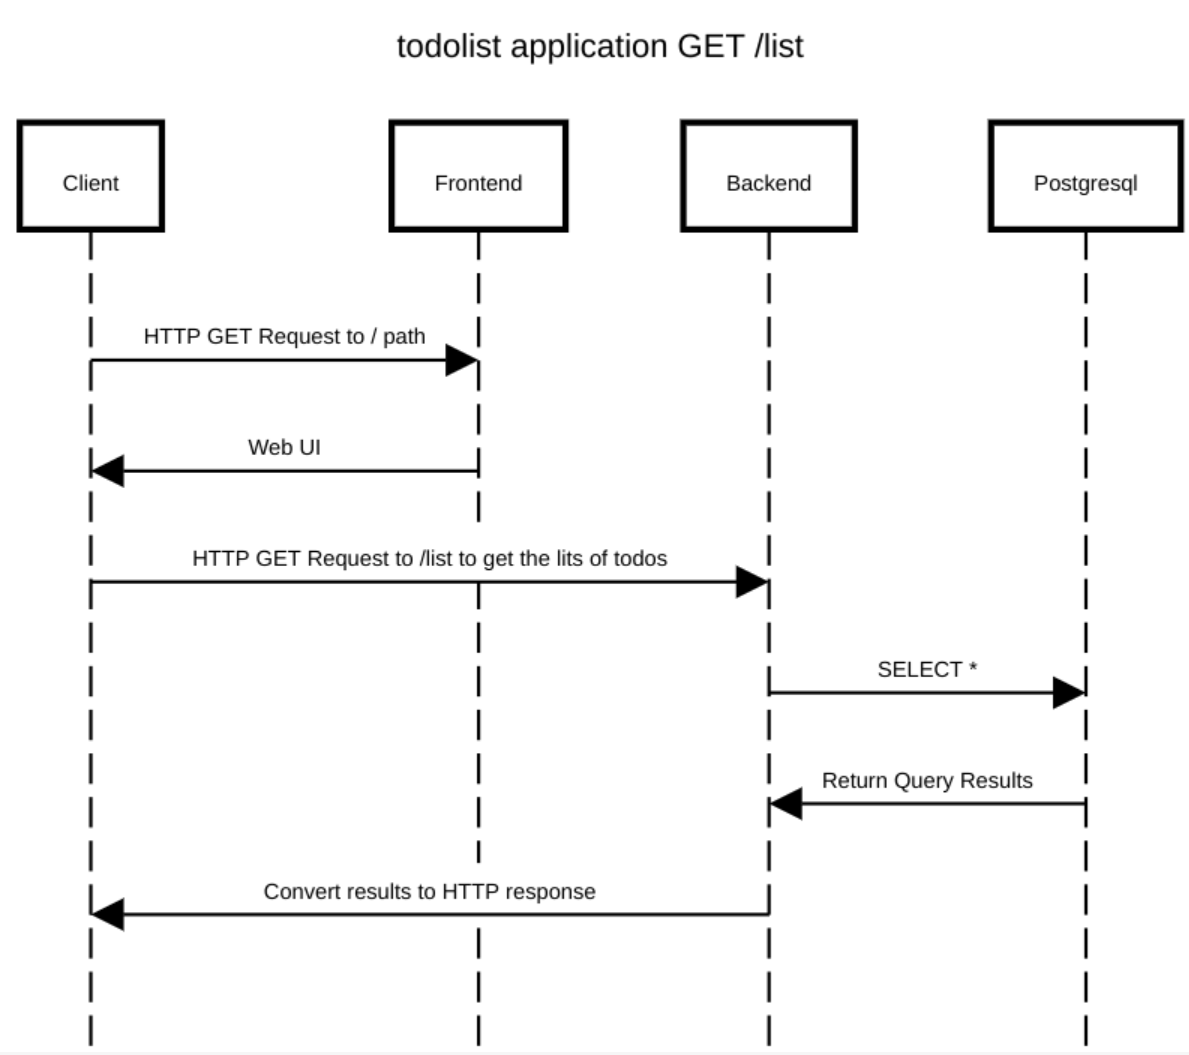 todolist application GET /list
Client
Frontend
Backend
Postgresql
HTTP GET Request to / path
Web UI
HTTP GET Request to /list to get the lits of todos
SELECT *
Return Query Results
Convert results to HTTP response